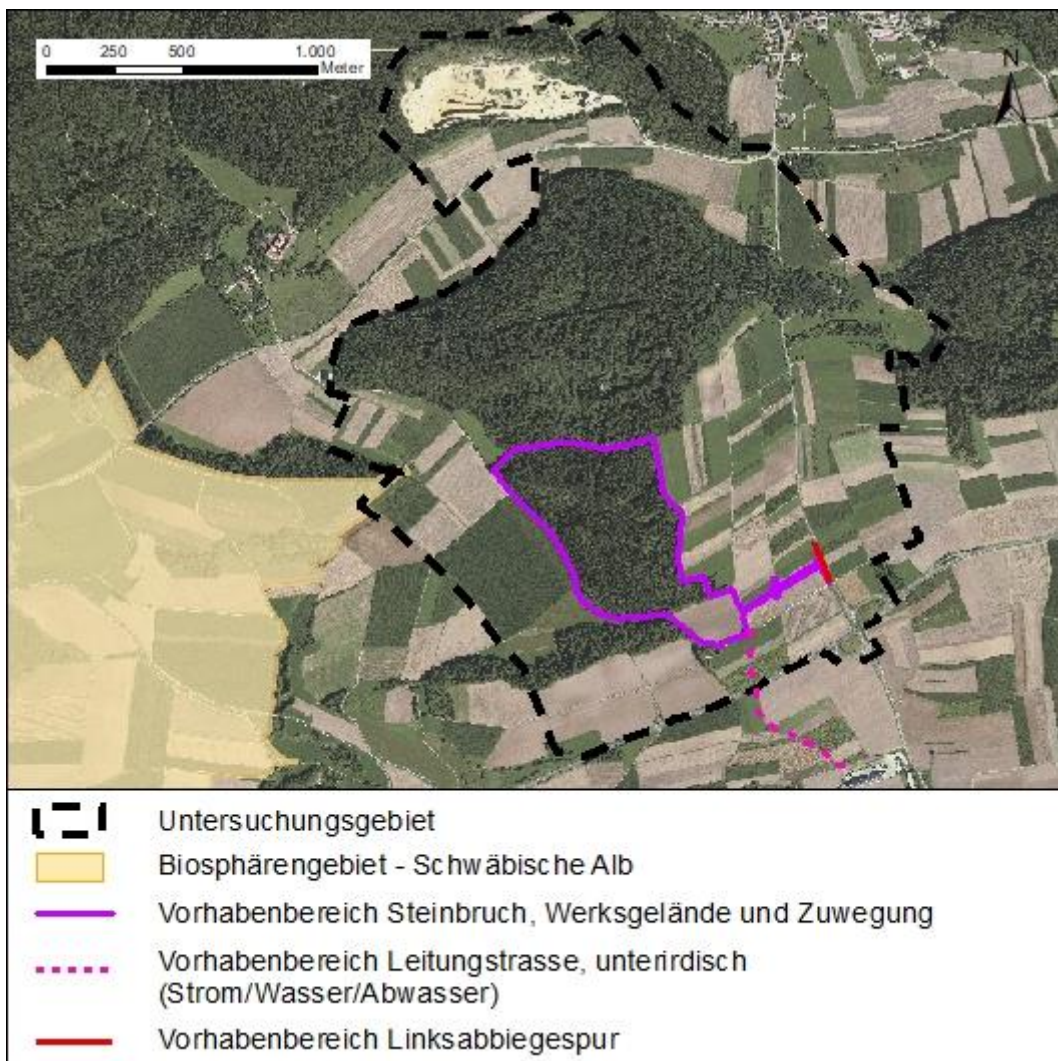 0 250 500 1.000
Meter
N
Untersuchungsgebiet
Biosphärengebiet - Schwäbische Alb
Vorhabenbereich Steinbruch, Werksgelände und Zuwegung
Vorhabenbereich Leitungstrasse, unterirdisch
(Strom/Wasser/Abwasser)
Vorhabenbereich Linksabbiegespur